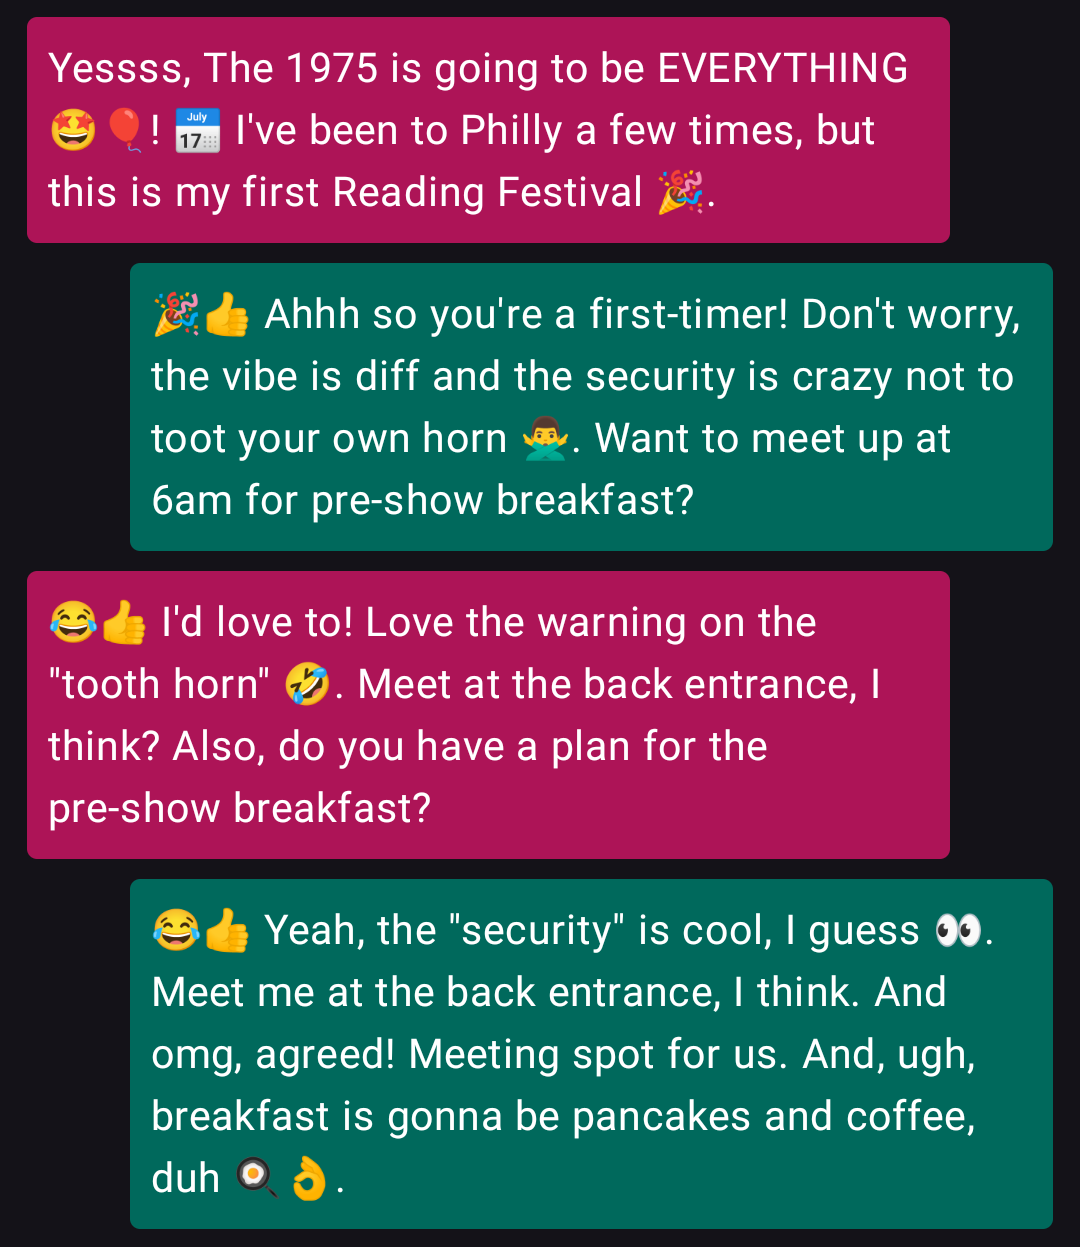 Yessss, The 1975 is going to be EVERYTHING
🤩🎈! 📅 I've been to Philly a few times, but
this is my first Reading Festival 🎉.
🎉👍 Ahhh so you're a first-timer! Don't worry,
the vibe is diff and the security is crazy not to
toot your own horn 🙅‍♂️. Want to meet up at
6am for pre-show breakfast?
😂👍 I'd love to! Love the warning on the
"tooth horn" 🤣. Meet at the back entrance, I
think? Also, do you have a plan for the
pre-show breakfast?
😂👍 Yeah, the "security" is cool, I guess 👀.
Meet me at the back entrance, I think. And
omg, agreed! Meeting spot for us. And, ugh,
breakfast is gonna be pancakes and coffee,
duh 🍳👌.